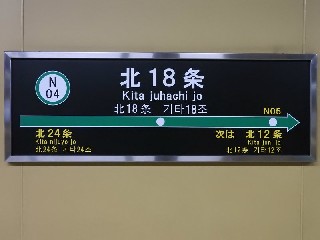 N
04
北18条
Kita juhachi jo
北18条 기타18조
N05
北24条
Kita nijuyo jo
北24条 기타24조
次は 北12条
Kita juni jo
北12条 기타12조